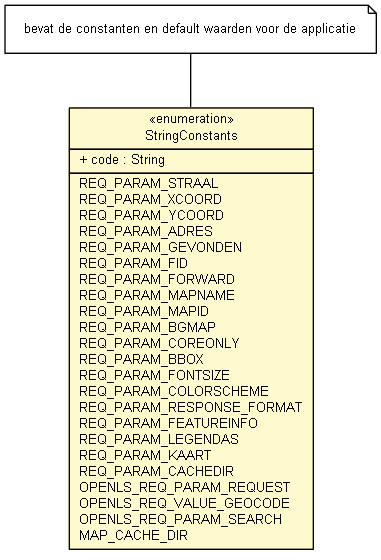 bevat de constanten en default waarden voor de applicatie
«enumeration»
StringConstants
+ code : String
REQ_PARAM_STRAAL
REQ_PARAM_XCOORD
REQ_PARAM_YCOORD
REQ_PARAM_ADRES
REQ_PARAM_GEVONDEN
REQ_PARAM_FID
REQ_PARAM_FORWARD
REQ_PARAM_MAPNAME
REQ_PARAM_MAPID
REQ_PARAM_BGMAP
REQ_PARAM_COREONLY
REQ_PARAM_BBOX
REQ_PARAM_FONTSIZE
REQ_PARAM_COLORSCHEME
REQ_PARAM_RESPONSE_FORMAT
REQ_PARAM_FEATUREINFO
REQ_PARAM_LEGENDAS
REQ_PARAM_KAART
REQ_PARAM_CACHEDIR
OPENLS_REQ_PARAM_REQUEST
OPENLS_REQ_VALUE_GEOCODE
OPENLS_REQ_PARAM_SEARCH
MAP_CACHE_DIR